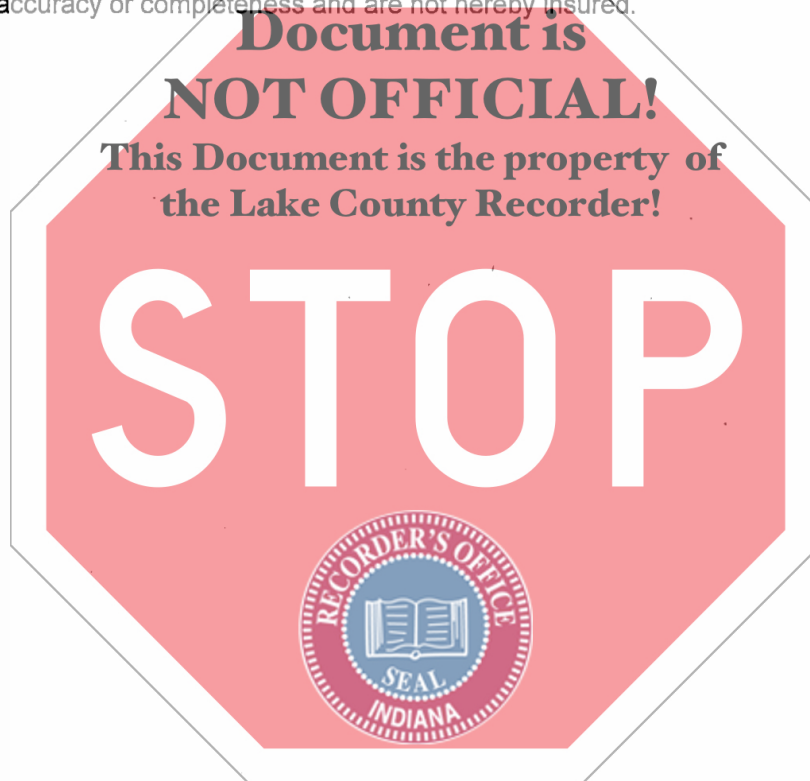 accuracy or completeness and are not hereby insured.
Document is
NOT OFFICIAL!
This Document is the property of
the Lake County Recorder!
STOP
RECORDER'S OFFICE
SEAL
INDIANA